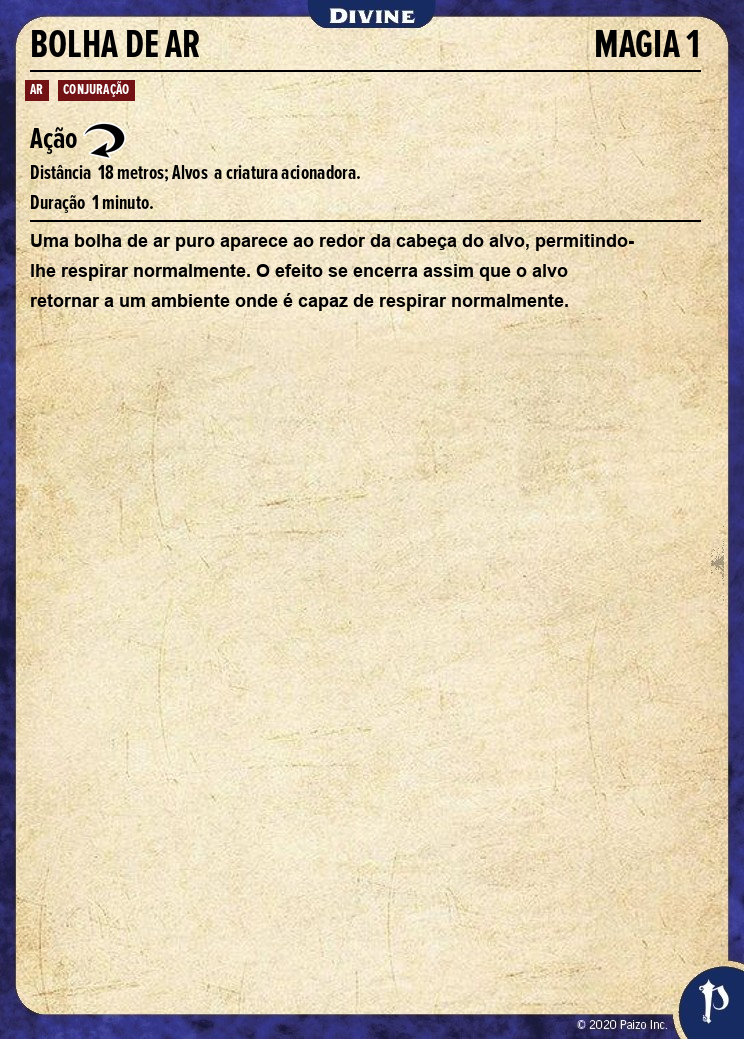 DIVINE
BOLHA DE AR MAGIA 1
AR CONJURAÇÃO
Ação
Distância 18 metros; Alvos a criatura acionadora.
Duração 1 minuto.
Uma bolha de ar puro aparece ao redor da cabeça do alvo, permitindo-
lhe respirar normalmente. O efeito se encerra assim que o alvo
retornar a um ambiente onde é capaz de respirar normalmente.
© 2020 Paizo Inc.
P